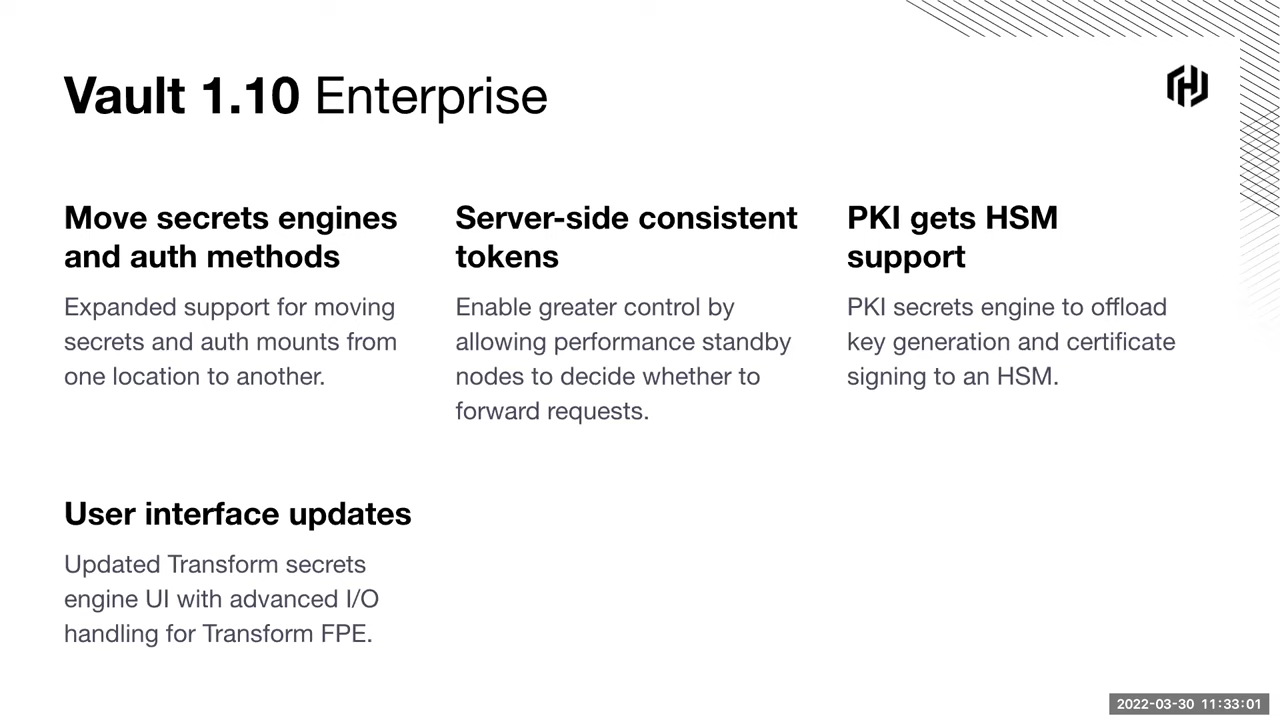 Vault 1.10 Enterprise
Move secrets engines
and auth methods
Expanded support for moving
secrets and auth mounts from
one location to another.
Server-side consistent
tokens
Enable greater control by
allowing performance standby
nodes to decide whether to
forward requests.
PKI gets HSM
support
PKI secrets engine to offload
key generation and certificate
signing to an HSM.
User interface updates
Updated Transform secrets
engine UI with advanced I/O
handling for Transform FPE.
2022-03-30 11:33:01